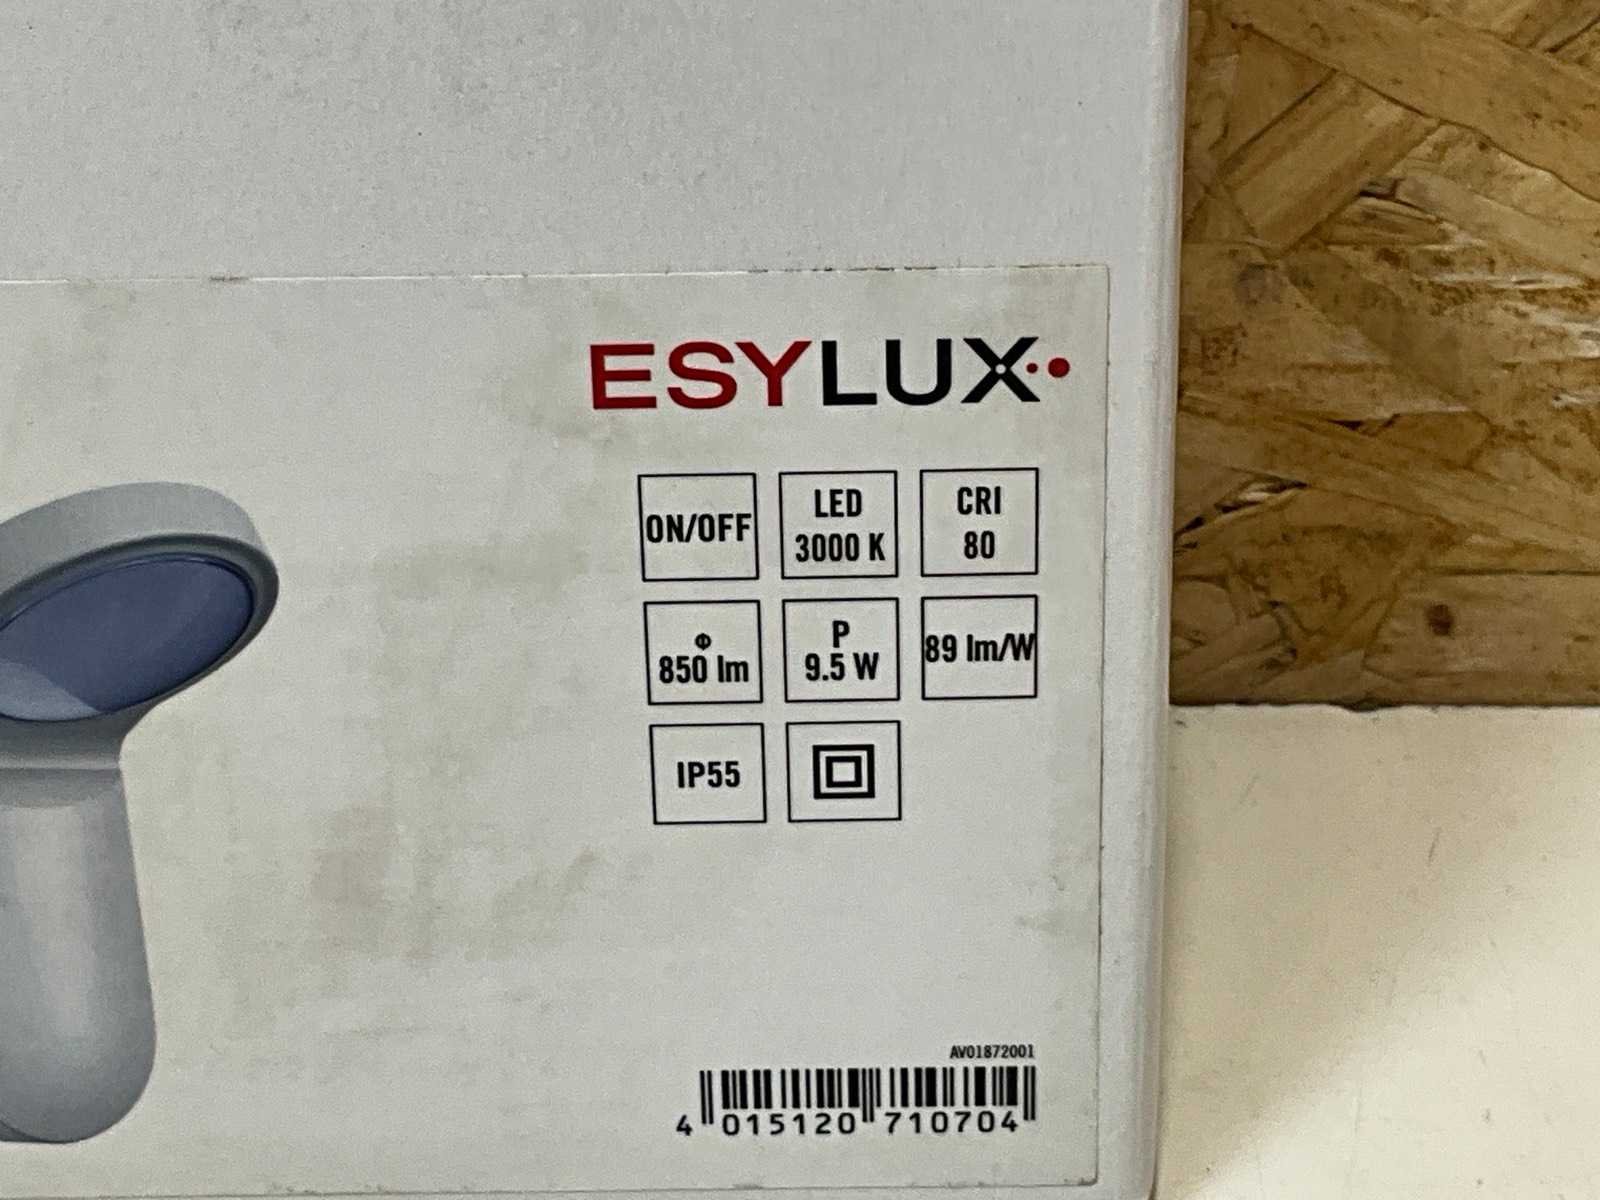 ESYLUX
ON/OFF
LED
3000 K
CRI
80
Φ
850 lm
P
9.5 W
89 lm/W
IP55
AV01872001
4 015120 710704